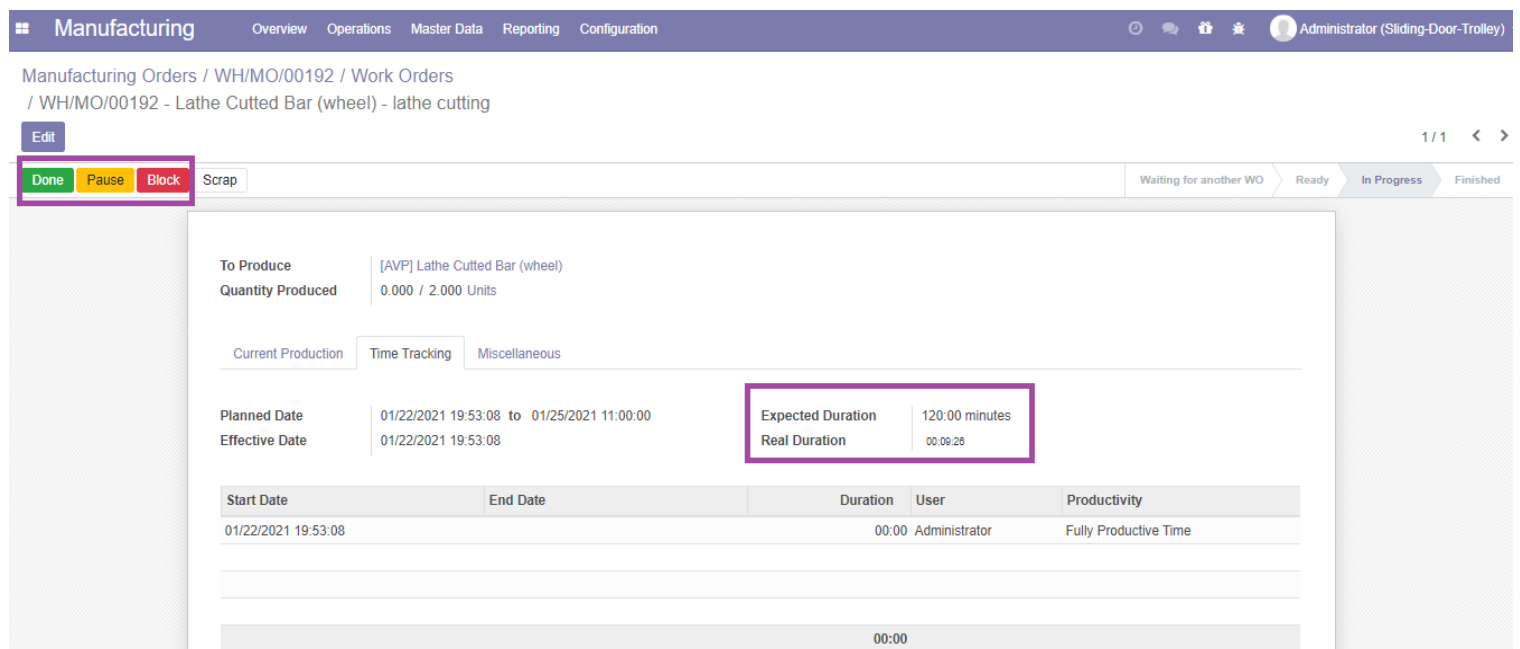 Manufacturing Overview Operations Master Data Reporting Configuration Administrator (Sliding-Door-Trolley)
Manufacturing Orders / WH/MO/00192 / Work Orders
/ WH/MO/00192 - Lathe Cutted Bar (wheel) - lathe cutting
Edit 1 / 1
Done Pause Block Scrap Waiting for another WO Ready In Progress Finished
To Produce [AVP] Lathe Cutted Bar (wheel)
Quantity Produced 0.000 / 2.000 Units
Current Production Time Tracking Miscellaneous
Planned Date 01/22/2021 19:53:08 to 01/25/2021 11:00:00 Expected Duration 120:00 minutes
Effective Date 01/22/2021 19:53:08 Real Duration 00:09:26
Start Date End Date Duration User Productivity
01/22/2021 19:53:08 00:00 Administrator Fully Productive Time
00:00